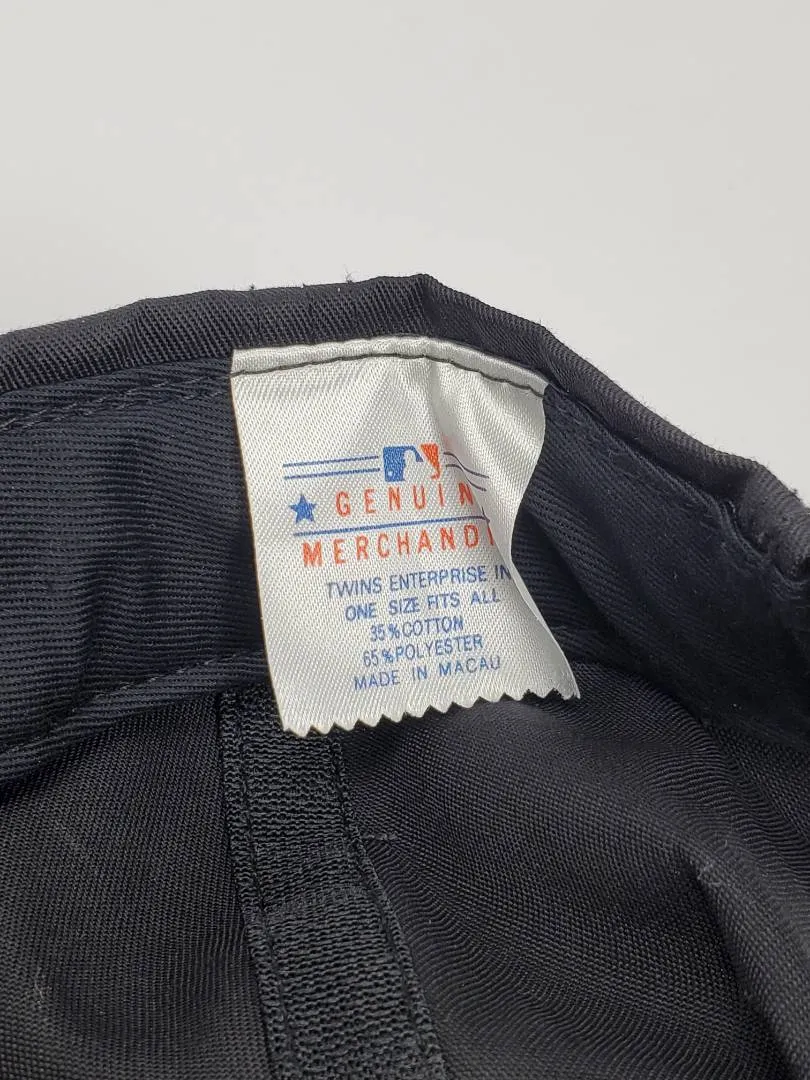 GENUIN
MERCHANDI
TWINS ENTERPRISE IN
ONE SIZE FITS ALL
35% COTTON
65% POLYESTER
MADE IN MACAU